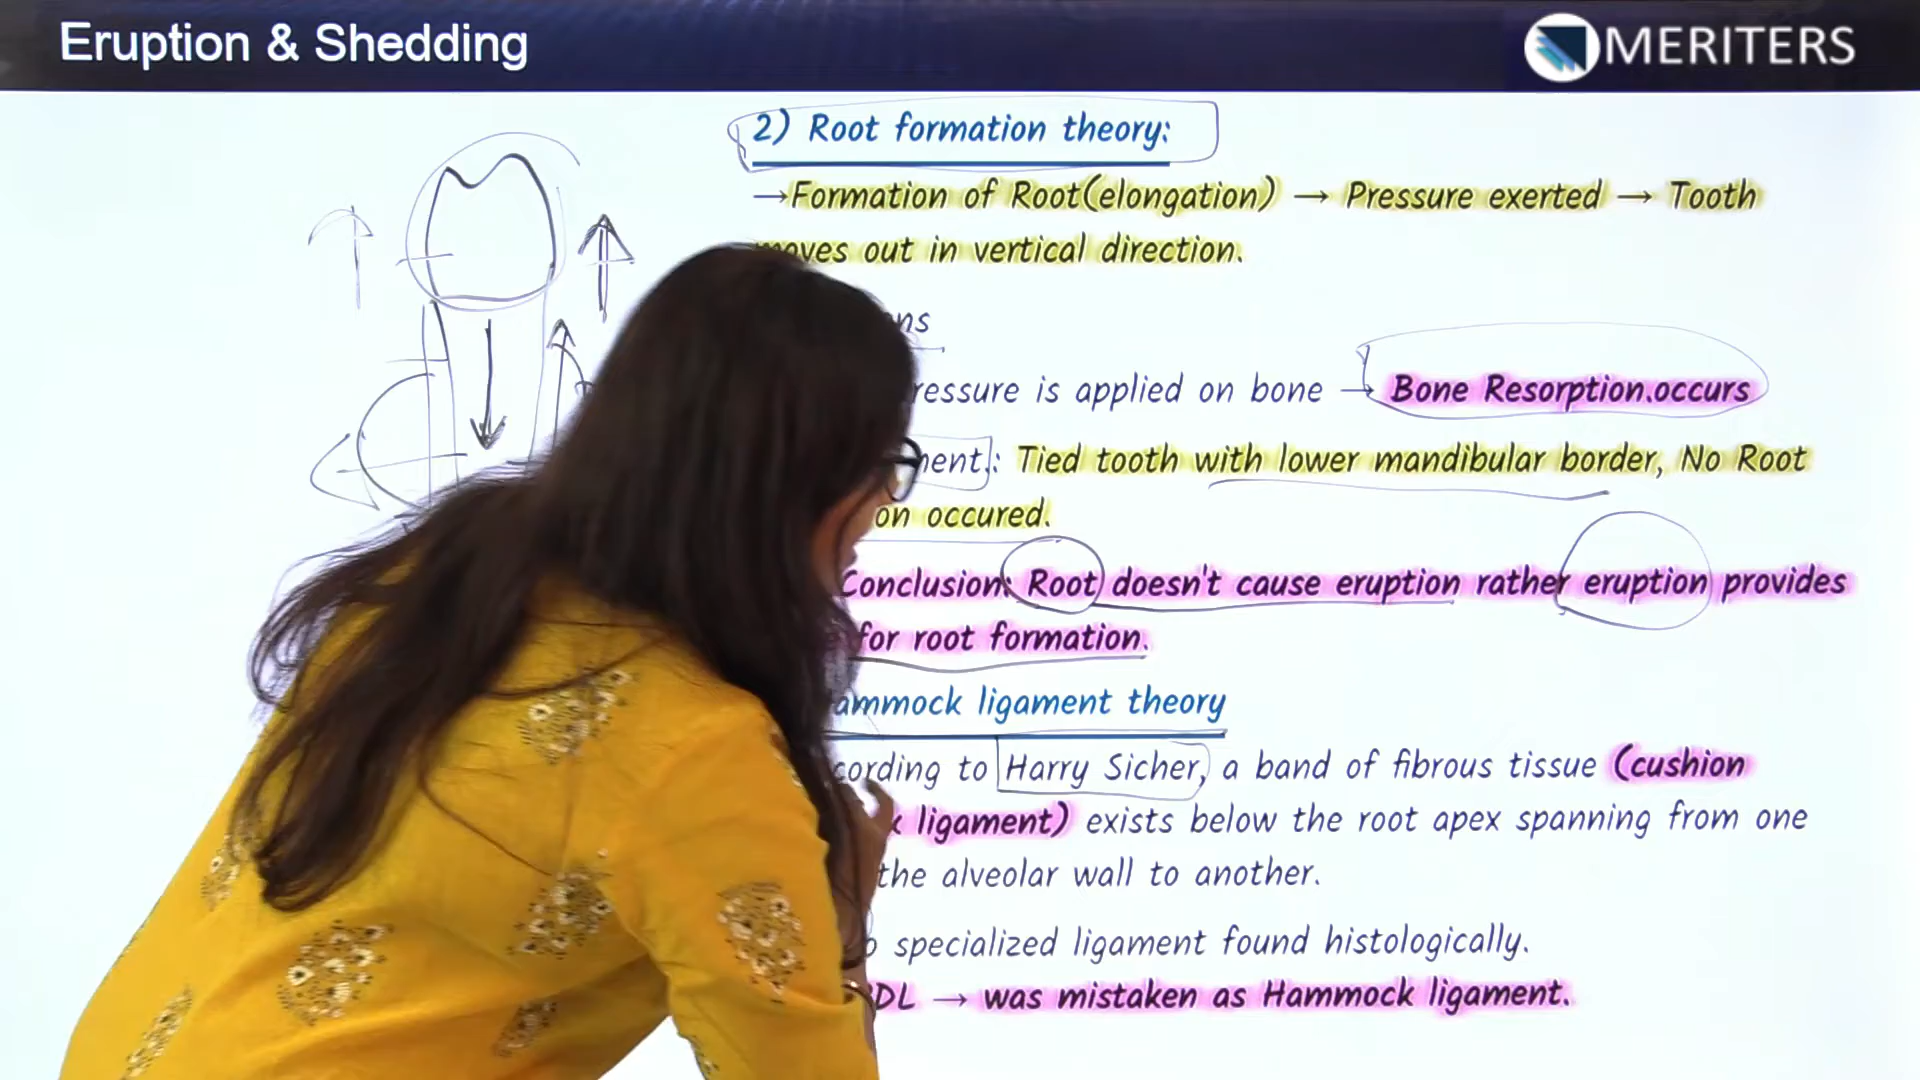 Eruption & Shedding
MERITERS
2) Root formation theory:
→Formation of Root(elongation) → Pressure exerted → Tooth
moves out in vertical direction.
ns
ressure is applied on bone → Bone Resorption.occurs
ment.: Tied tooth with lower mandibular border, No Root
on occured.
Conclusion: Root doesn't cause eruption rather eruption provides
for root formation.
ammock ligament theory
cording to Harry Sicher, a band of fibrous tissue (cushion
k ligament) exists below the root apex spanning from one
the alveolar wall to another.
o specialized ligament found histologically.
PDL → was mistaken as Hammock ligament.